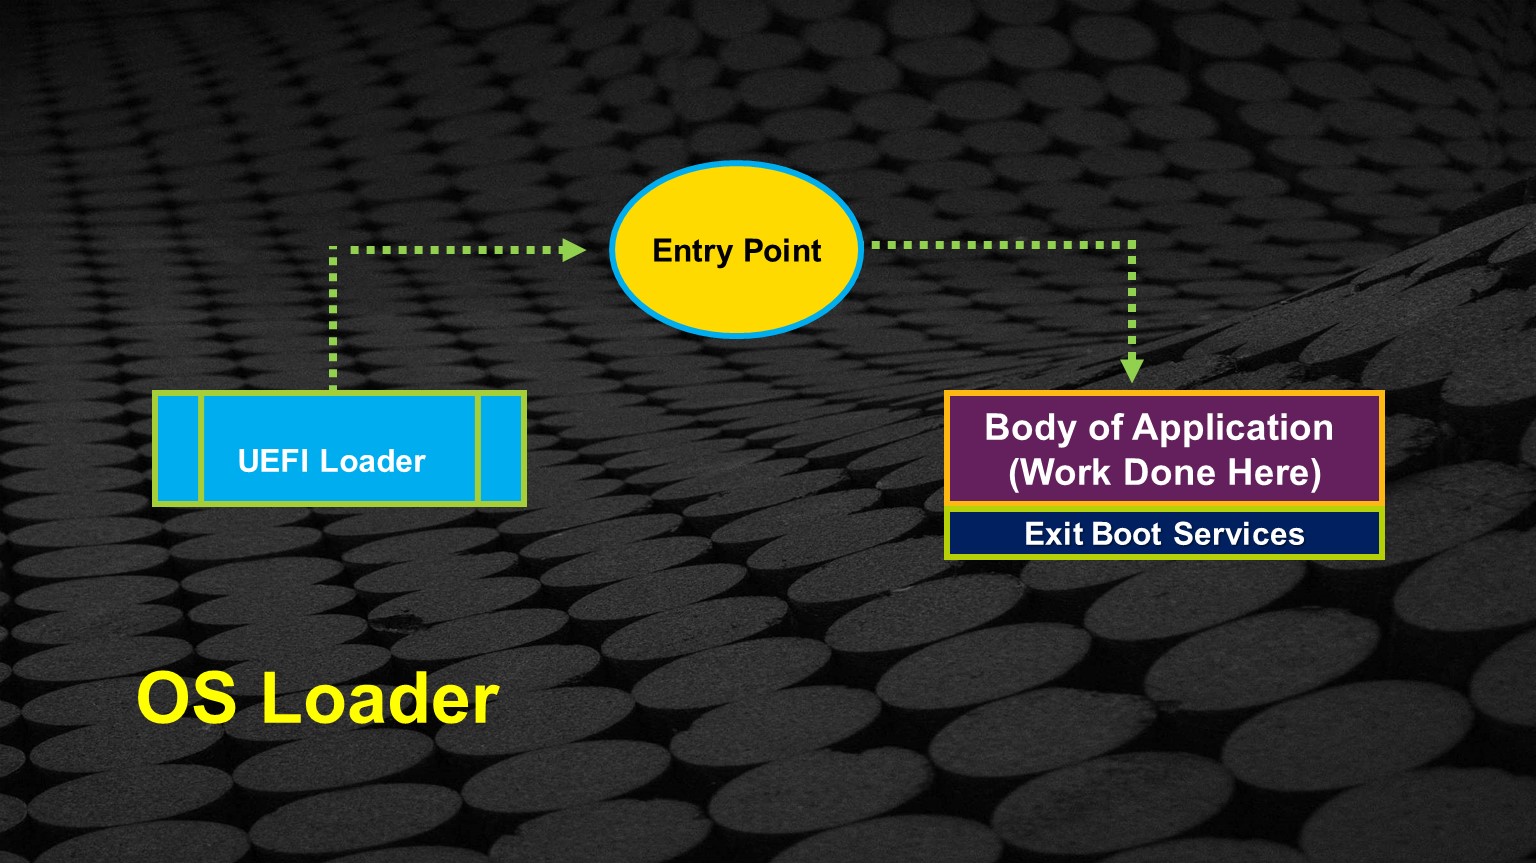 Entry Point
UEFI Loader
Body of Application
(Work Done Here)
Exit Boot Services
OS Loader